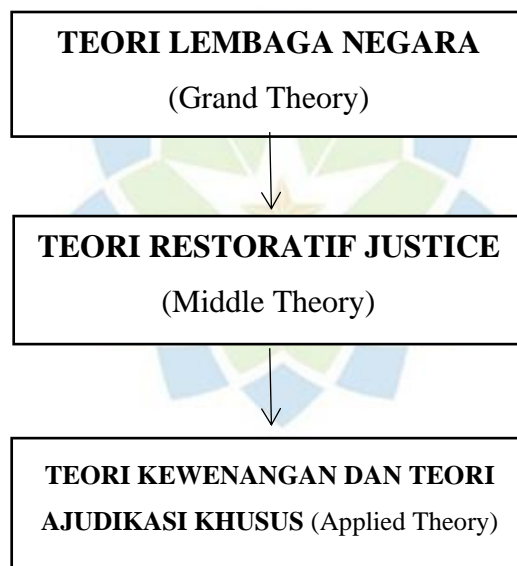 TEORI LEMBAGA NEGARA
(Grand Theory)
TEORI RESTORATIF JUSTICE
(Middle Theory)
TEORI KEWENANGAN DAN TEORI
AJUDIKASI KHUSUS (Applied Theory)